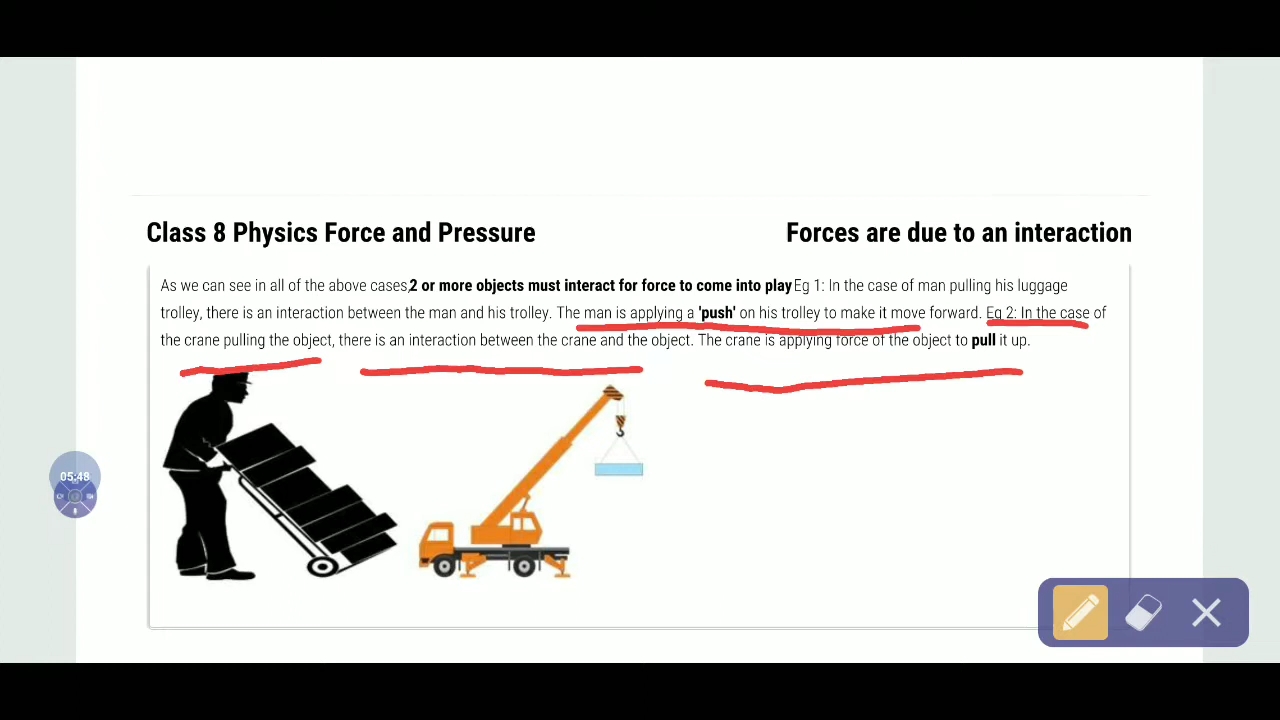 Class 8 Physics Force and Pressure
Forces are due to an interaction
As we can see in all of the above cases,2 or more objects must interact for force to come into play Eg 1: In the case of man pulling his luggage
trolley, there is an interaction between the man and his trolley. The man is applying a 'push' on his trolley to make it move forward. Eg 2: In the case of
the crane pulling the object, there is an interaction between the crane and the object. The crane is applying force of the object to pull it up.
05:48